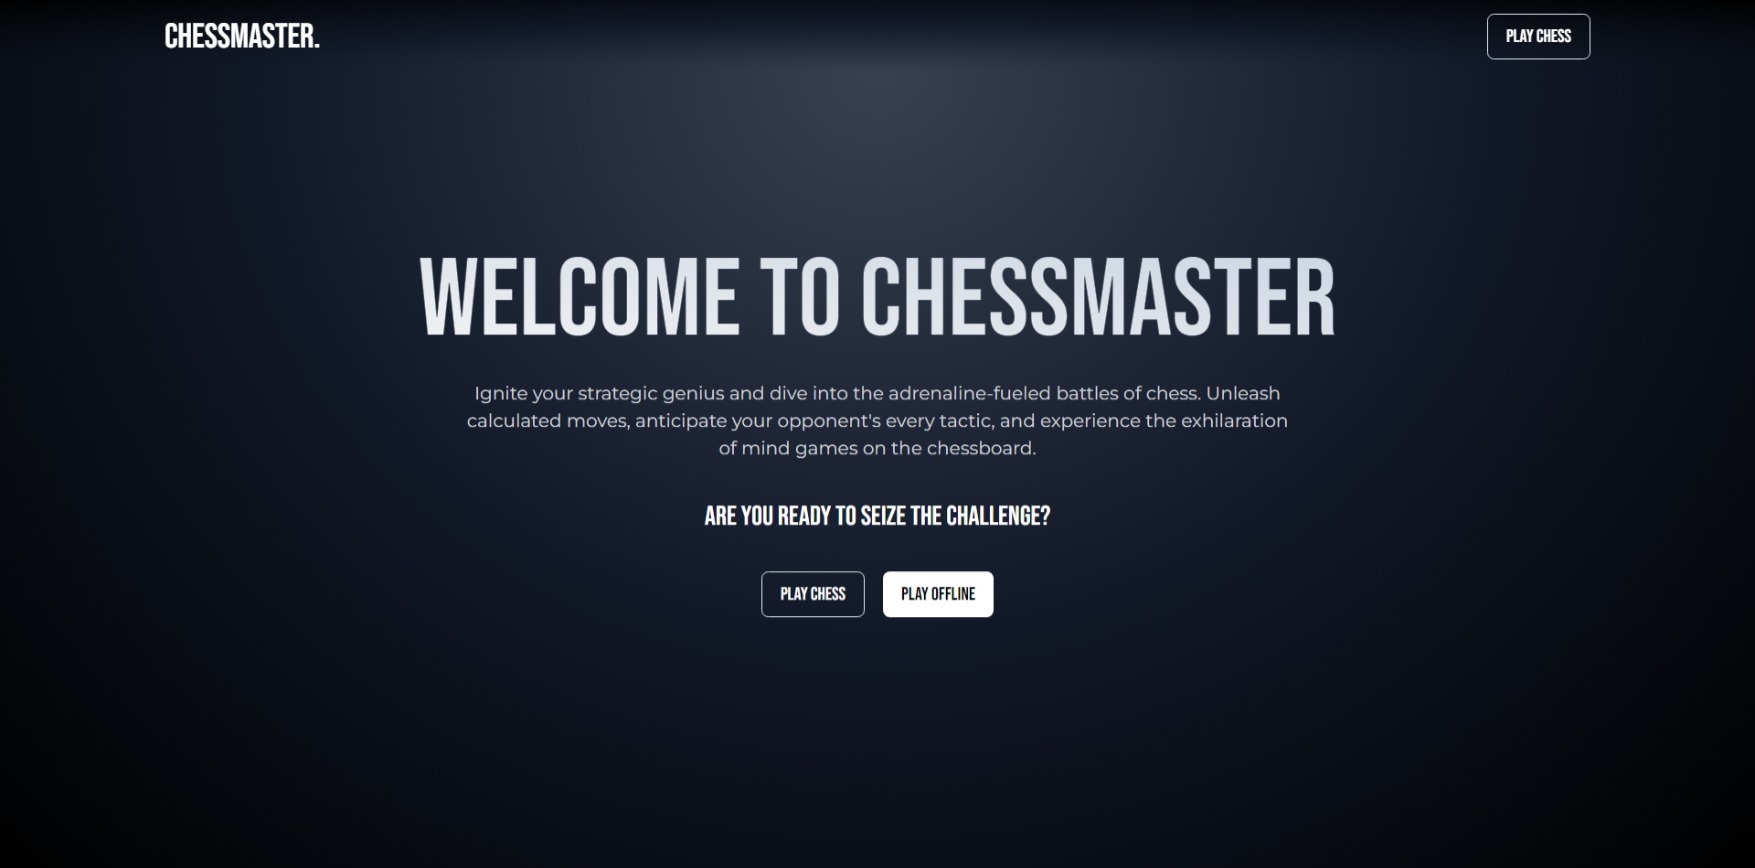 CHESSMASTER.
PLAY CHESS
WELCOME TO CHESSMASTER
Ignite your strategic genius and dive into the adrenaline-fueled battles of chess. Unleash
calculated moves, anticipate your opponent's every tactic, and experience the exhilaration
of mind games on the chessboard.
ARE YOU READY TO SEIZE THE CHALLENGE?
PLAY CHESS
PLAY OFFLINE